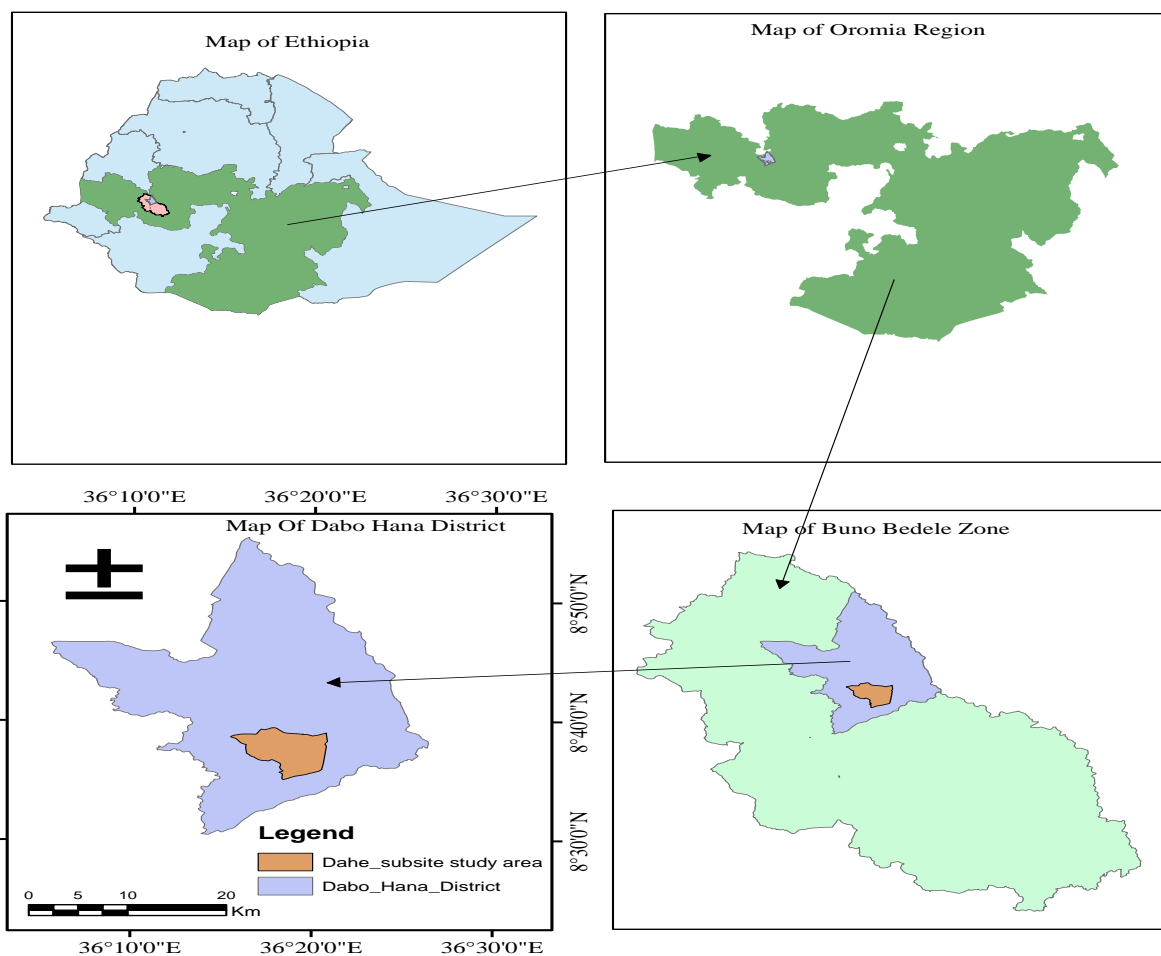 Map of Ethiopia
Map of Oromia Region
36°10'0"E 36°20'0"E 36°30'0"E
Map Of Dabo Hana District
8°50'0"N
8°40'0"N
8°30'0"N
Legend
Dahe_subsite study area
Dabo_Hana_District
0 5 10 20
Km
36°10'0"E 36°20'0"E 36°30'0"E
Map of Buno Bedele Zone